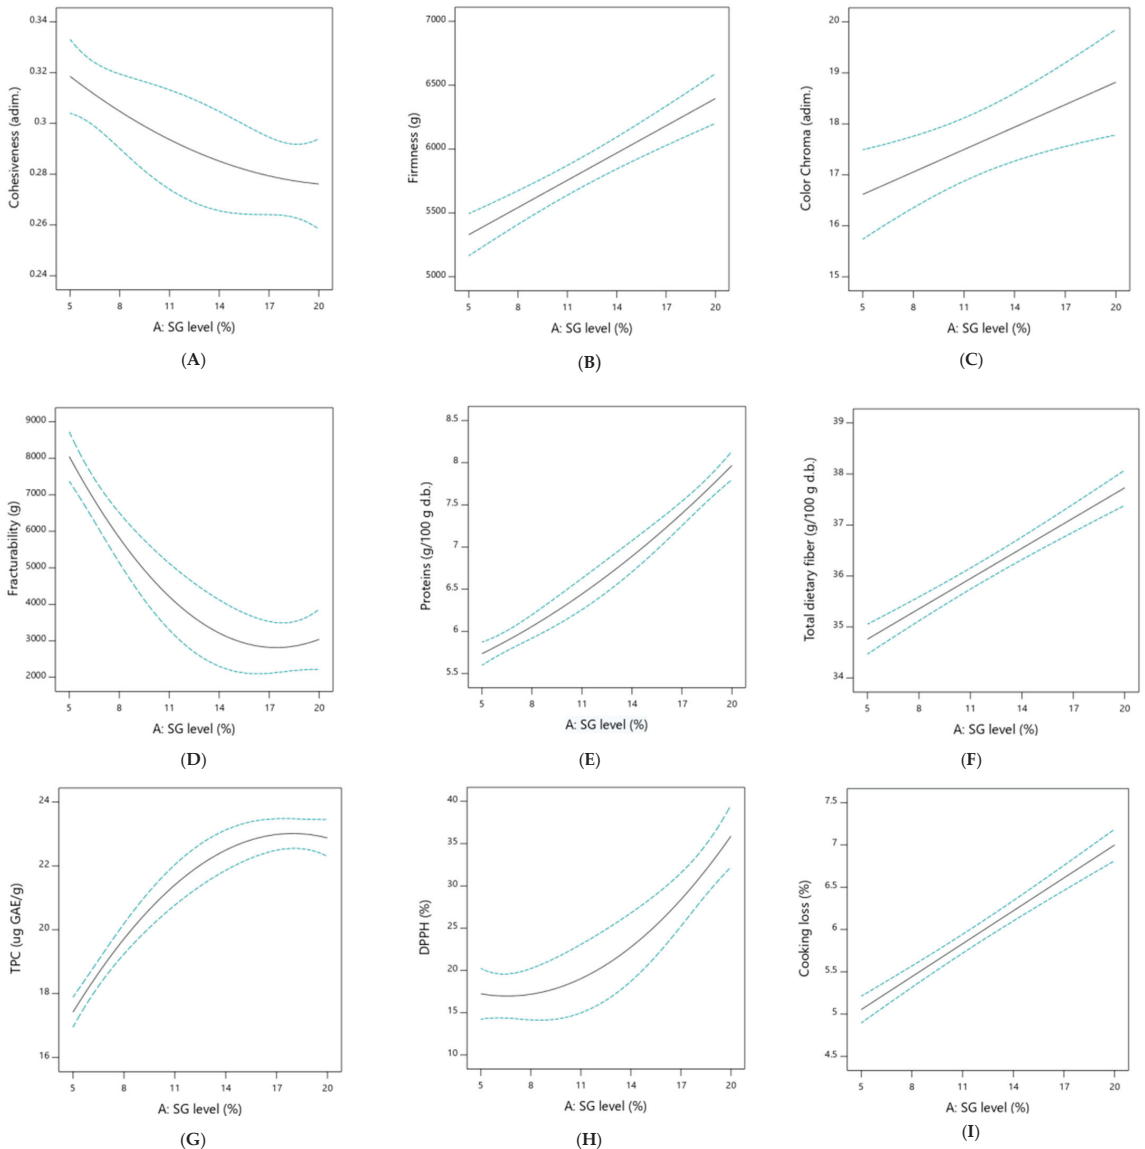 0.34
0.32
0.3
0.28
0.26
0.24
Cohesiveness (adim.)
5 8 11 14 17 20
A: SG level (%)
(A)
7000
6500
6000
5500
5000
Firmness (g)
5 8 11 14 17 20
A: SG level (%)
(B)
20
19
18
17
16
15
Color Chroma (adim.)
5 8 11 14 17 20
A: SG level (%)
(C)
9000
8000
7000
6000
5000
4000
3000
2000
Fracturability (g)
5 8 11 14 17 20
A: SG level (%)
(D)
8.5
8
7.5
7
6.5
6
5.5
Proteins (g/100 g d.b.)
5 8 11 14 17 20
A: SG level (%)
(E)
39
38
37
36
35
34
Total dietary fiber (g/100 g d.b.)
5 8 11 14 17 20
A: SG level (%)
(F)
24
22
20
18
16
TPC (ug GAE/g)
5 8 11 14 17 20
A: SG level (%)
(G)
40
35
30
25
20
15
10
DPPH (%)
5 8 11 14 17 20
A: SG level (%)
(H)
7.5
7
6.5
6
5.5
5
4.5
Cooking loss (%)
5 8 11 14 17 20
A: SG level (%)
(I)